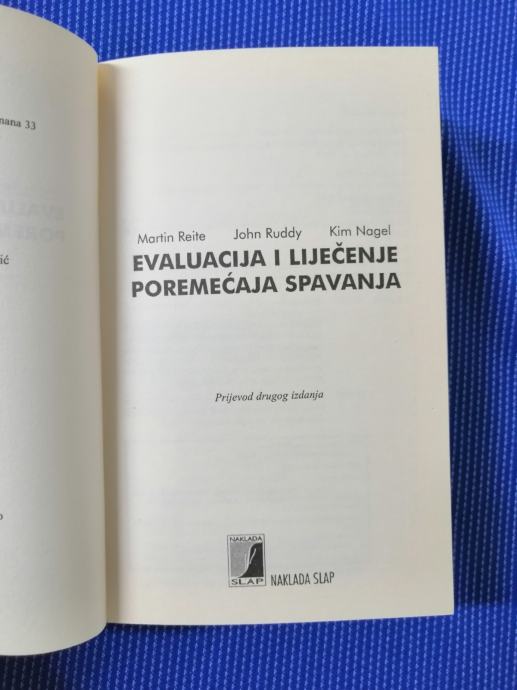 mana 33
ić
Martin Reite John Ruddy Kim Nagel
EVALUACIJA I LIJEČENJE
POREMEĆAJA SPAVANJA
Prijevod drugog izdanja
NAKLADA
SLAP
NAKLADA SLAP